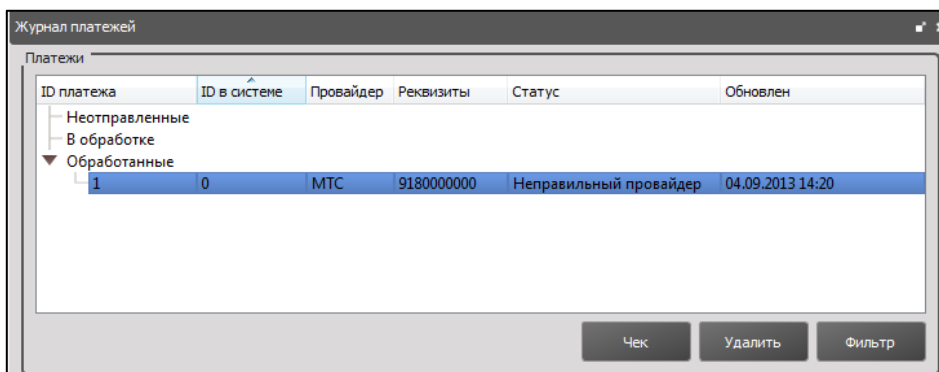 Журнал платежей
Платежи
ID платежа ID в системе Провайдер Реквизиты Статус Обновлен
Неотправленные
В обработке
Обработанные
1 0 МТС 9180000000 Неправильный провайдер 04.09.2013 14:20
Чек Удалить Фильтр